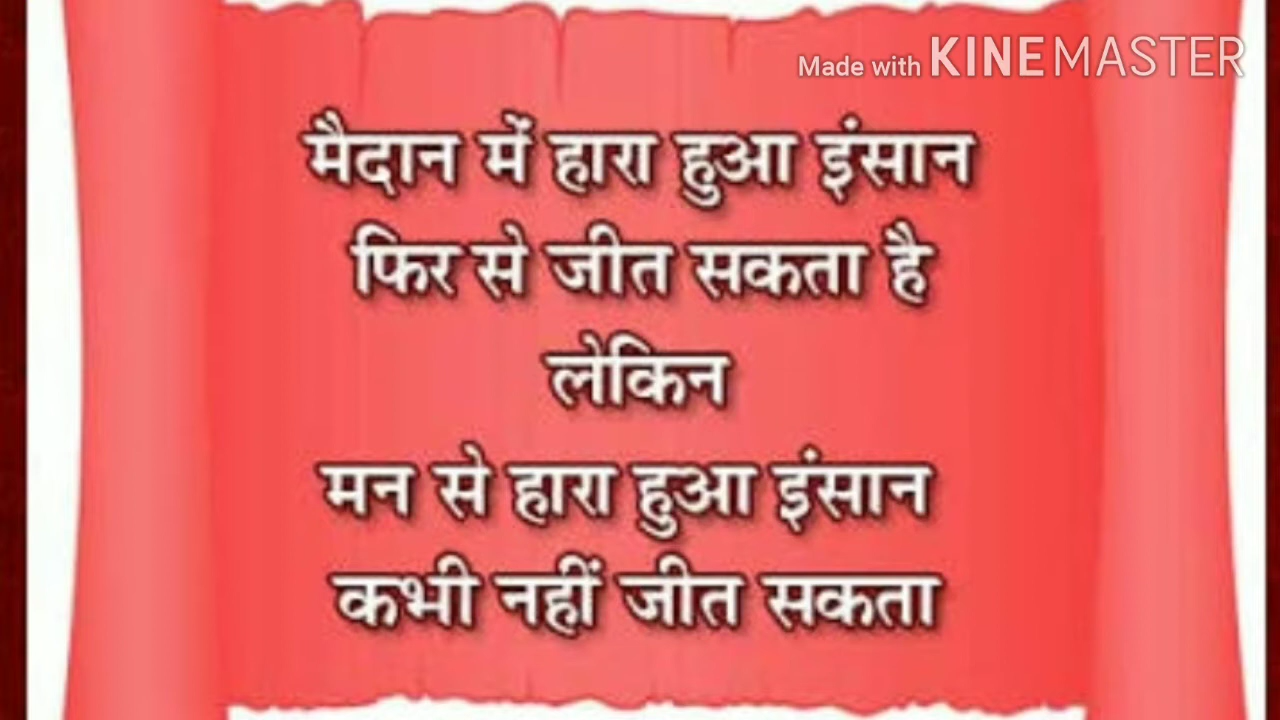 Made with KINEMASTER
मैदान में हारा हुआ इंसान
फिर से जीत सकता है
लेकिन
मन से हारा हुआ इंसान
कभी नहीं जीत सकता